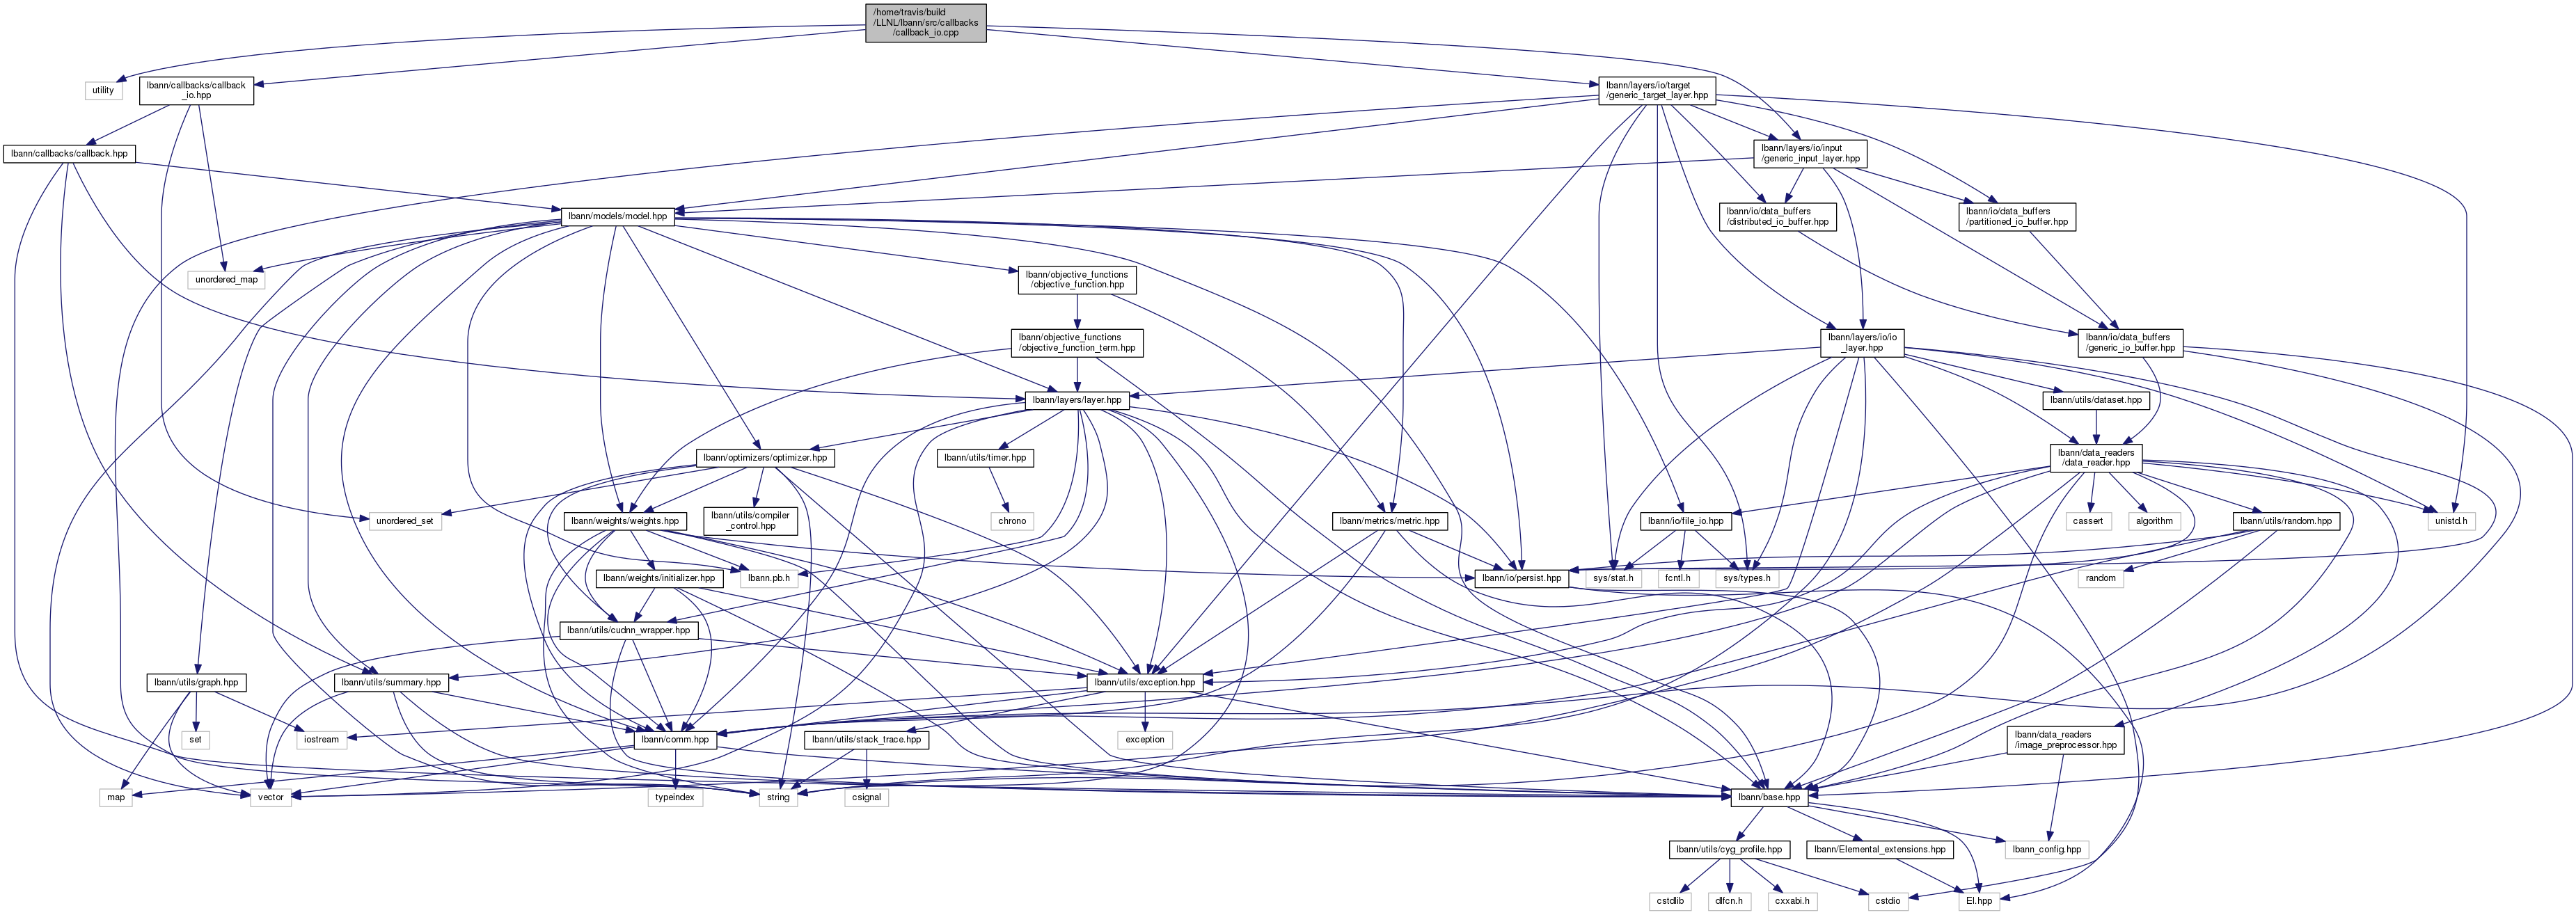 /home/travis/build
/LLNL/lbann/src/callbacks
/callback_io.cpp
utility
lbann/callbacks/callback
_io.hpp
lbann/layers/io/target
/generic_target_layer.hpp
lbann/callbacks/callback.hpp
lbann/layers/io/input
/generic_input_layer.hpp
lbann/models/model.hpp
lbann/io/data_buffers
/distributed_io_buffer.hpp
lbann/io/data_buffers
/partitioned_io_buffer.hpp
unordered_map
lbann/objective_functions
/objective_function.hpp
lbann/objective_functions
/objective_function_term.hpp
lbann/layers/io/io
_layer.hpp
lbann/io/data_buffers
/generic_io_buffer.hpp
lbann/layers/layer.hpp
lbann/utils/dataset.hpp
lbann/optimizers/optimizer.hpp
lbann/utils/timer.hpp
lbann/data_readers
/data_reader.hpp
unordered_set
lbann/weights/weights.hpp
lbann/utils/compiler
_control.hpp
chrono
lbann/metrics/metric.hpp
lbann/io/file_io.hpp
cassert
algorithm
lbann/utils/random.hpp
unistd.h
lbann/weights/initializer.hpp
lbann.pb.h
lbann/io/persist.hpp
sys/stat.h
fcntl.h
sys/types.h
random
lbann/utils/cudnn_wrapper.hpp
lbann/utils/graph.hpp
lbann/utils/summary.hpp
lbann/utils/exception.hpp
set
iostream
lbann/comm.hpp
lbann/utils/stack_trace.hpp
exception
lbann/data_readers
/image_preprocessor.hpp
map
vector
typeindex
string
csignal
lbann/base.hpp
lbann/utils/cyg_profile.hpp
lbann/Elemental_extensions.hpp
lbann_config.hpp
cstdlib
dlfcn.h
cxxabi.h
cstdio
El.hpp